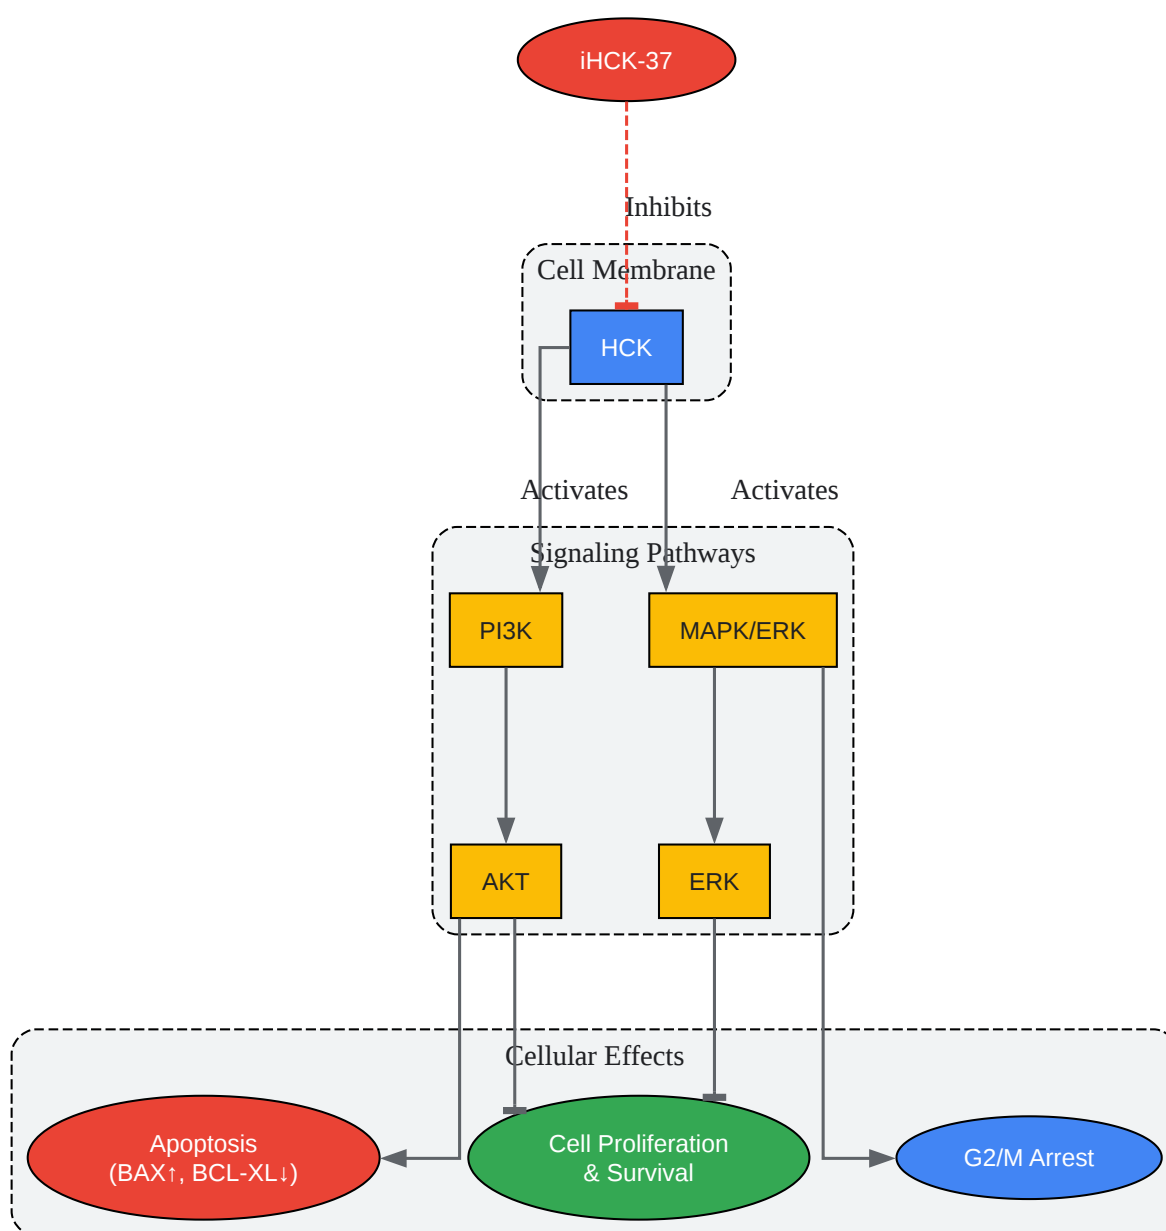 iHCK-37
Inhibits
Cell Membrane
HCK
Activates
Activates
Signaling Pathways
PI3K
MAPK/ERK
AKT
ERK
Cellular Effects
Apoptosis
(BAX↑, BCL-XL↓)
Cell Proliferation
& Survival
G2/M Arrest